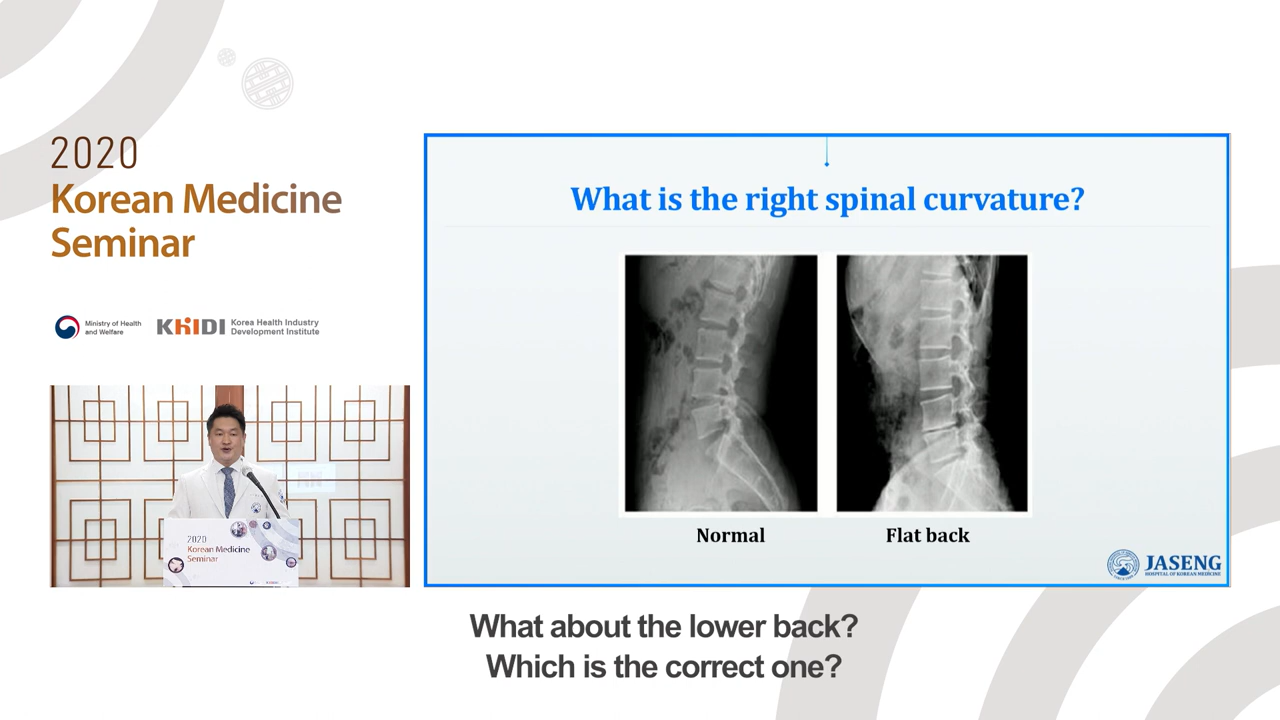 2020
Korean Medicine
Seminar
Ministry of Health
and Welfare
KHIDI
Korea Health Industry
Development Institute
What is the right spinal curvature?
Normal
Flat back
JASENG
HOSPITAL OF KOREAN MEDICINE
2020
Korean Medicine
Seminar
What about the lower back?
Which is the correct one?